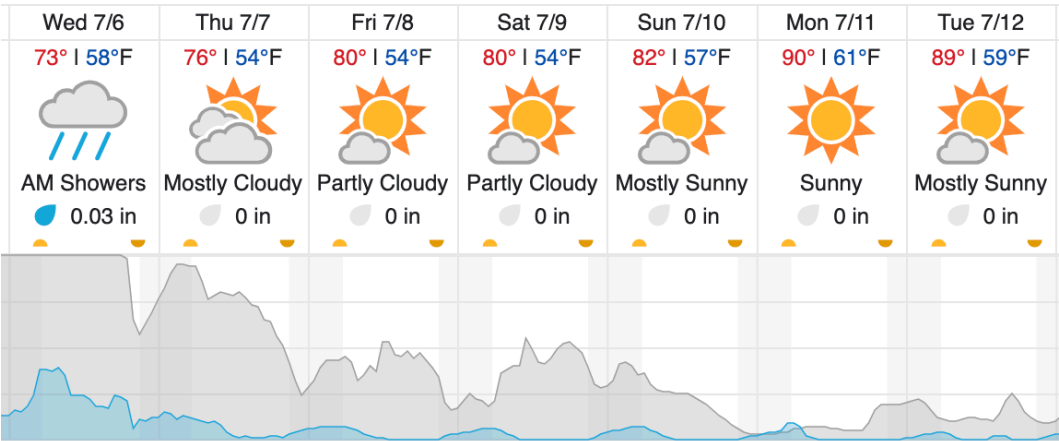 Wed 7/6 Thu 7/7 Fri 7/8 Sat 7/9 Sun 7/10 Mon 7/11 Tue 7/12
73° | 58°F 76° | 54°F 80° | 54°F 80° | 54°F 82° | 57°F 90° | 61°F 89° | 59°F
AM Showers Mostly Cloudy Partly Cloudy Partly Cloudy Mostly Sunny Sunny Mostly Sunny
0.03 in 0 in 0 in 0 in 0 in 0 in 0 in